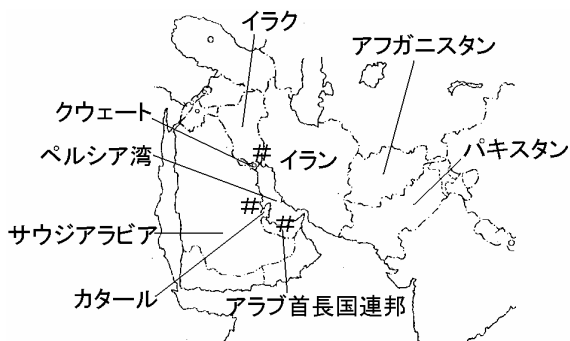 イラク
アフガニスタン
クウェート
#
ペルシア湾
イラン
パキスタン
#
#
サウジアラビア
カタール
アラブ首長国連邦